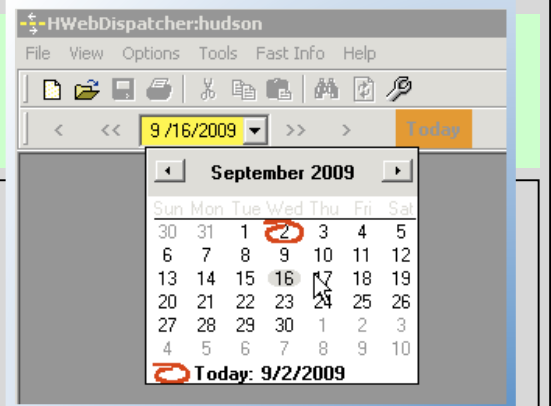 HWebDispatcher:hudson
File View Options Tools Fast Info Help
< << 9 /16/2009 >> > Today
September 2009
Sun Mon Tue Wed Thu Fri Sat
30 31 1 2 3 4 5
6 7 8 9 10 11 12
13 14 15 16 17 18 19
20 21 22 23 24 25 26
27 28 29 30 1 2 3
4 5 6 7 8 9 10
Today: 9/2/2009